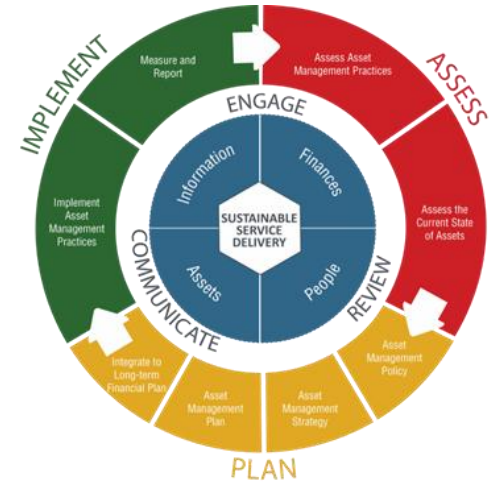 IMPLEMENT
ASSESS
PLAN
Measure and
Report
Assess Asset
Management Practices
Assess the
Current State
of Assets
Asset
Management
Policy
Asset
Management
Strategy
Asset
Management
Plan
Integrate to
Long-term
Financial Plan
Implement
Asset
Management
Practices
ENGAGE
REVIEW
COMMUNICATE
Information
Finances
People
Assets
SUSTAINABLE
SERVICE
DELIVERY